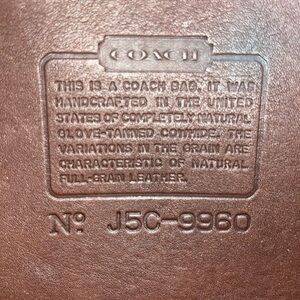 COACH
THIS IS A COACH BAG. IT WAS
HANDCRAFTED IN THE UNITED
STATES OF COMPLETELY NATURAL
GLOVE-TANNED COWHIDE. THE
VARIATIONS IN THE GRAIN ARE
CHARACTERISTIC OF NATURAL
FULL-GRAIN LEATHER.
Nº J5C-9960